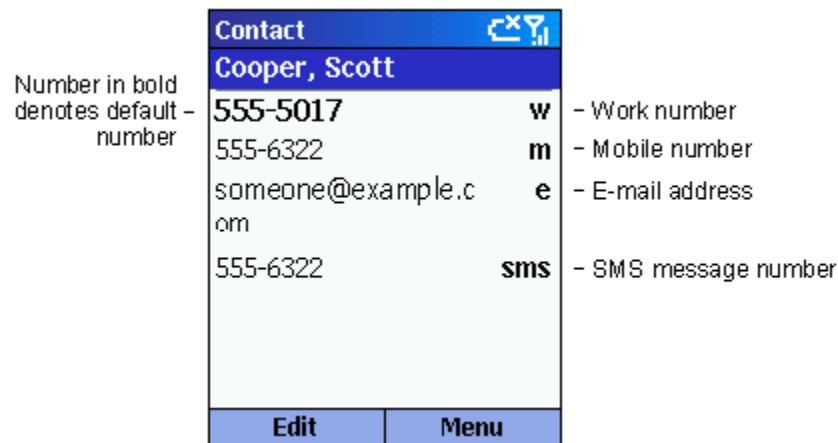 Contact
Cooper, Scott
Number in bold
denotes default –
number
555-5017 w – Work number
555-6322 m – Mobile number
someone@example.c e – E-mail address
om
555-6322 sms – SMS message number
Edit Menu